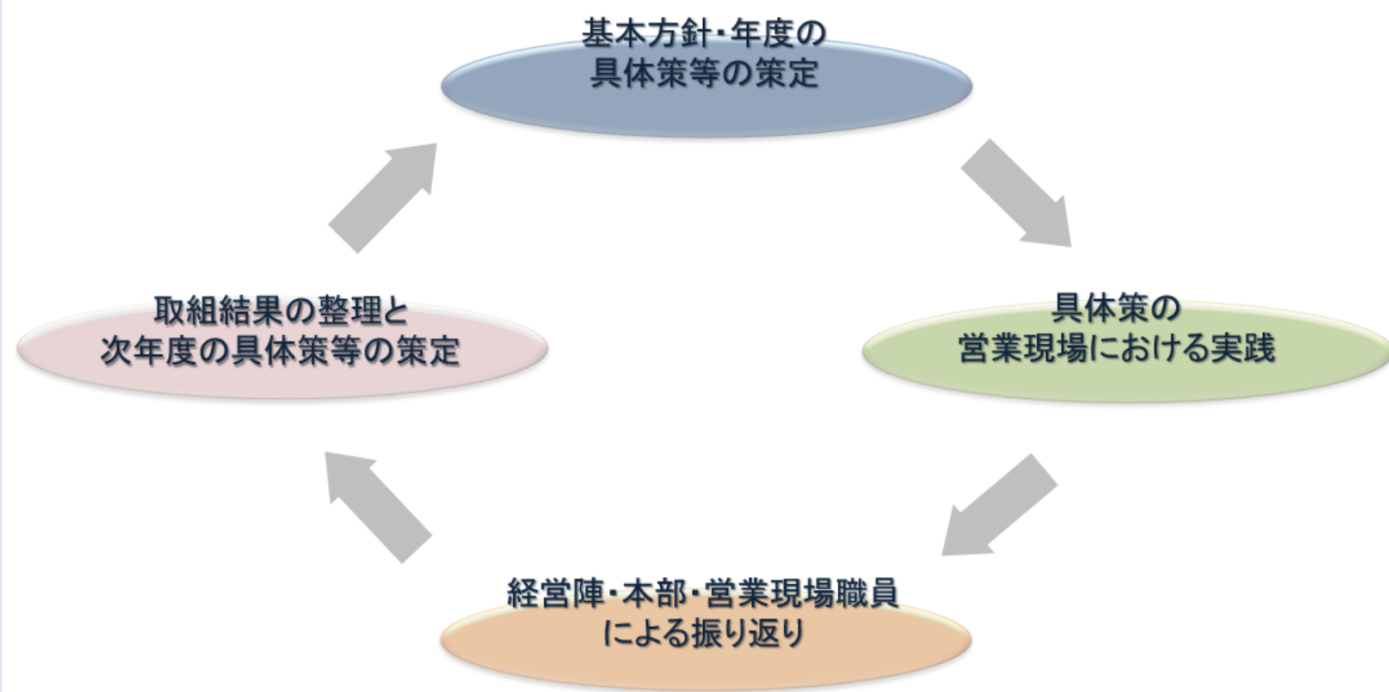 基本方針・年度の
具体策等の策定
取組結果の整理と
次年度の具体策等の策定
具体策の
営業現場における実践
経営陣・本部・営業現場職員
による振り返り